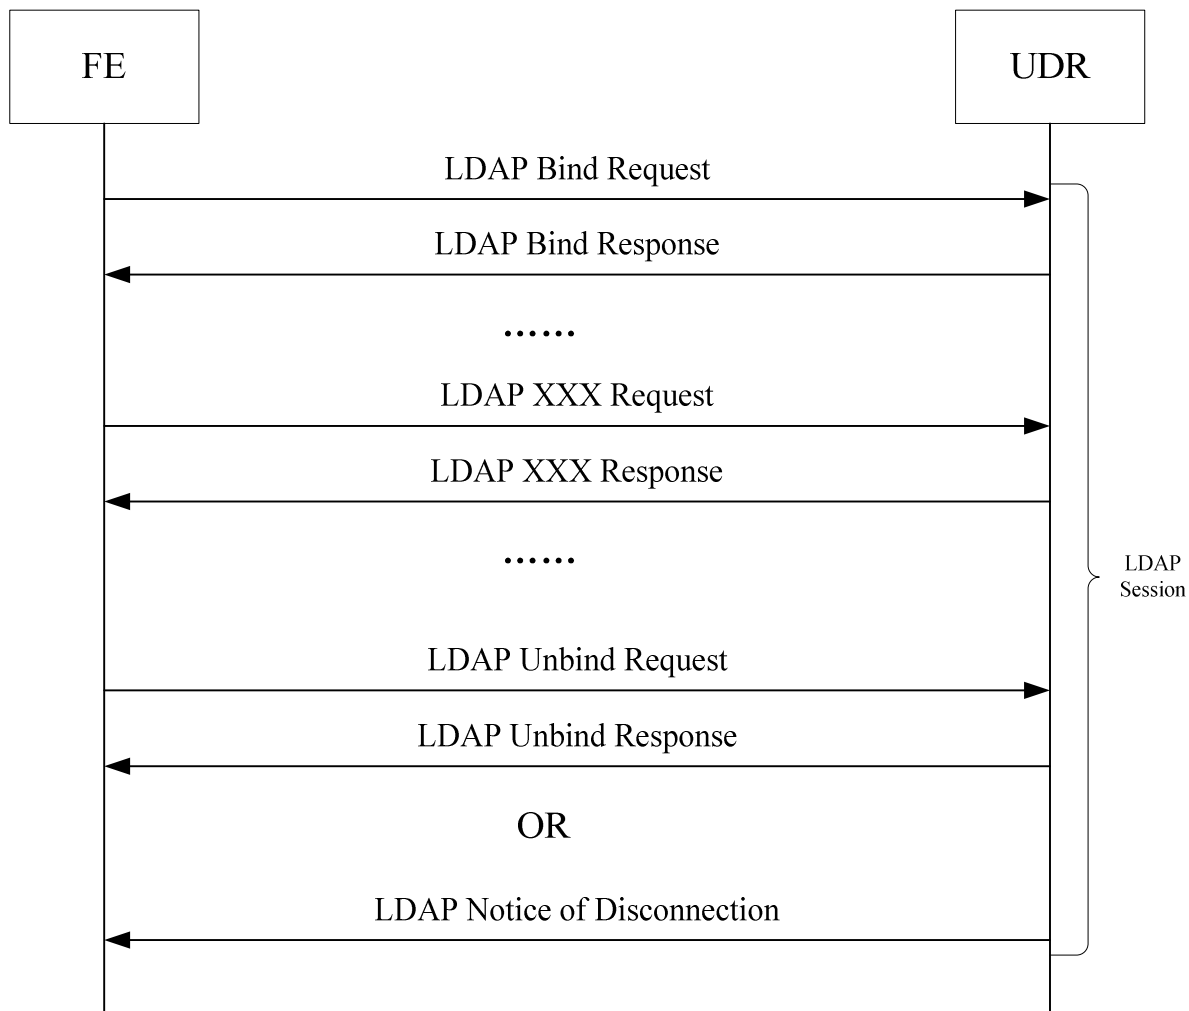 FE
UDR
LDAP Bind Request
LDAP Bind Response
......
LDAP XXX Request
LDAP XXX Response
......
LDAP
Session
LDAP Unbind Request
LDAP Unbind Response
OR
LDAP Notice of Disconnection